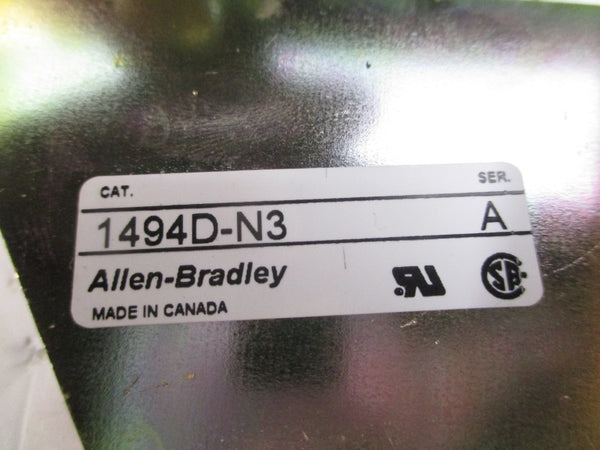 CAT. SER.
1494D-N3 A
Allen-Bradley
MADE IN CANADA